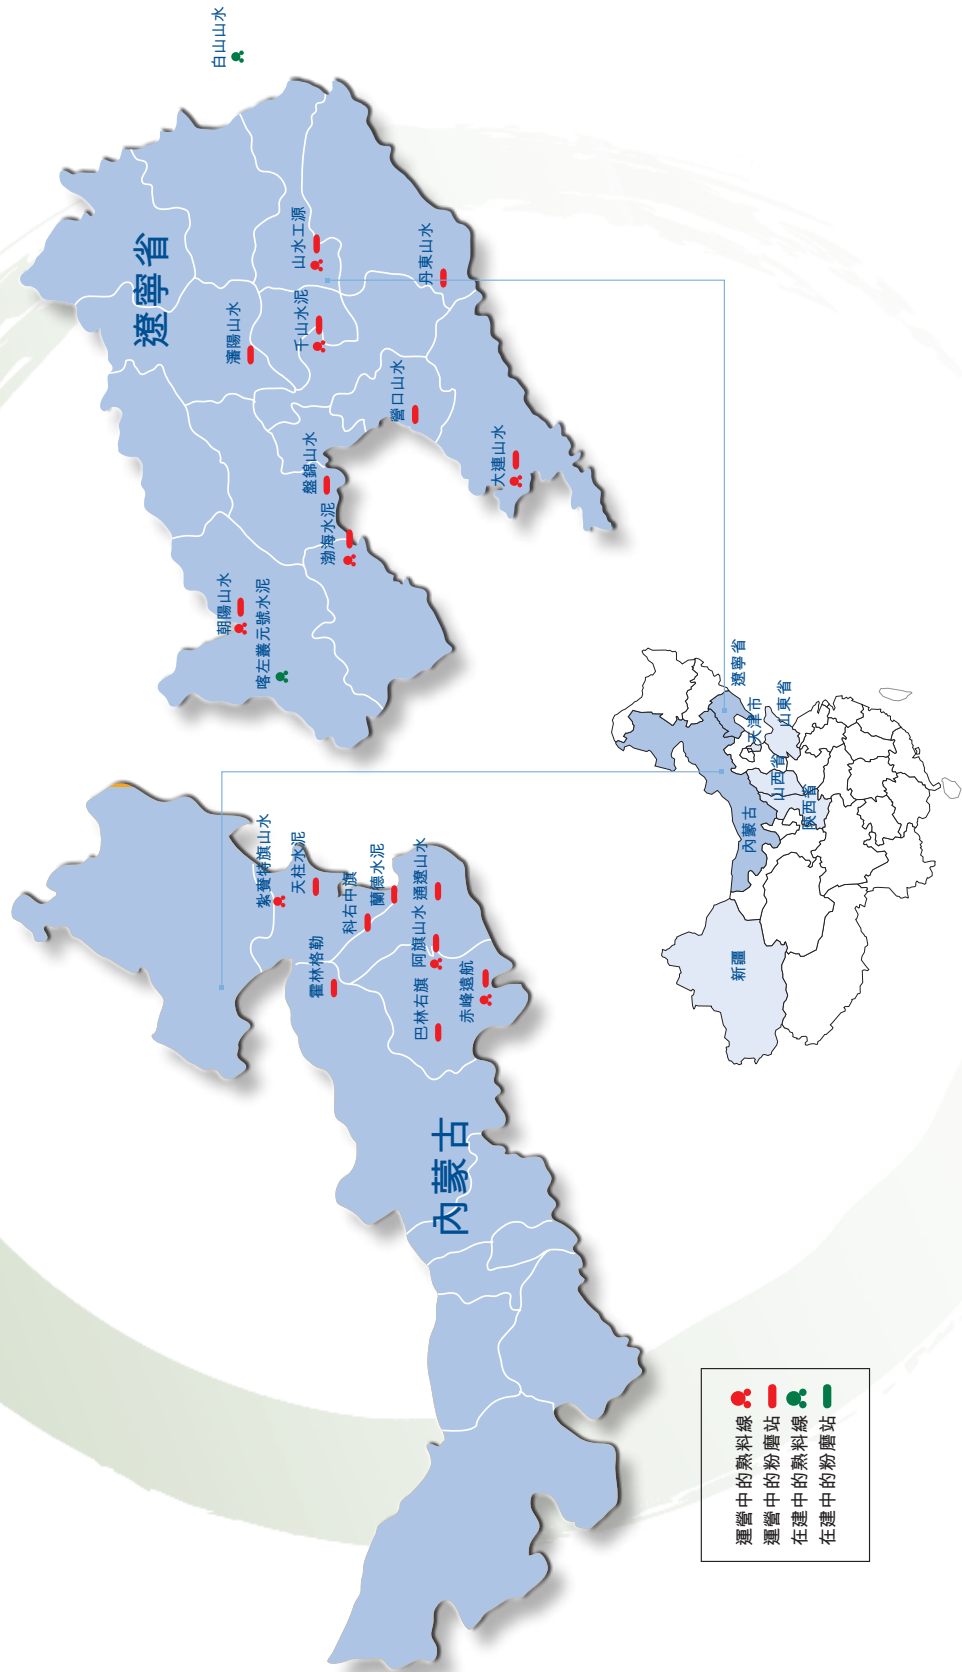 白山山水
遼寧省
山水工源
丹東山水
千山水泥
瀋陽山水
營口山水
盤錦山水
大連山水
渤海水泥
朝陽山水
喀左叢元號水泥
內蒙古
紮賚特旗山水
天柱水泥
科右中旗
蘭德水泥
通遼山水
霍林格勒
阿旗山水
巴林右旗
赤峰遠航
遼寧省
天津市
山東省
山西省
陝西省
內蒙古
新疆
運營中的熟料線
運營中的粉磨站
在建中的熟料線
在建中的粉磨站